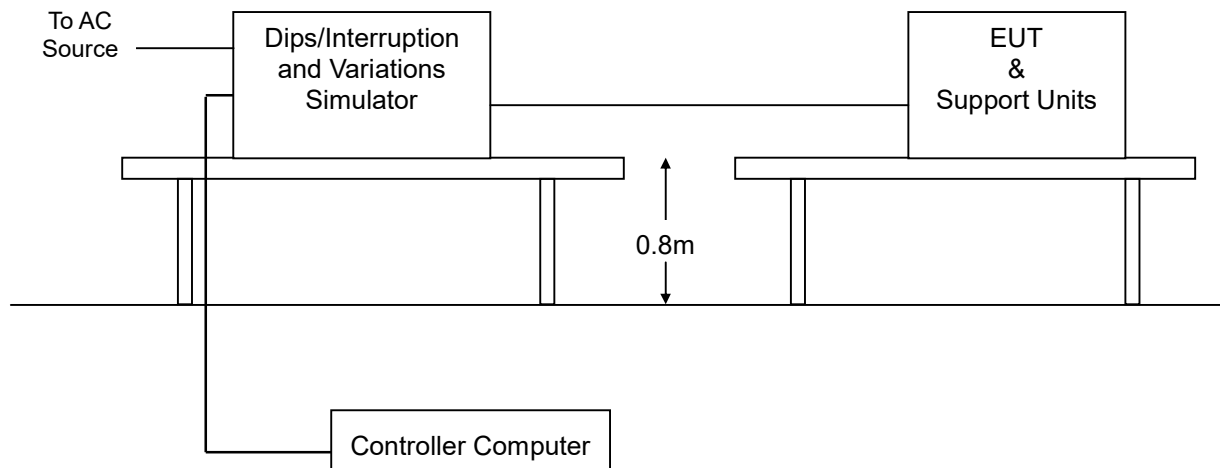 To AC
Source
Dips/Interruption
and Variations
Simulator
EUT
&
Support Units
0.8m
Controller Computer